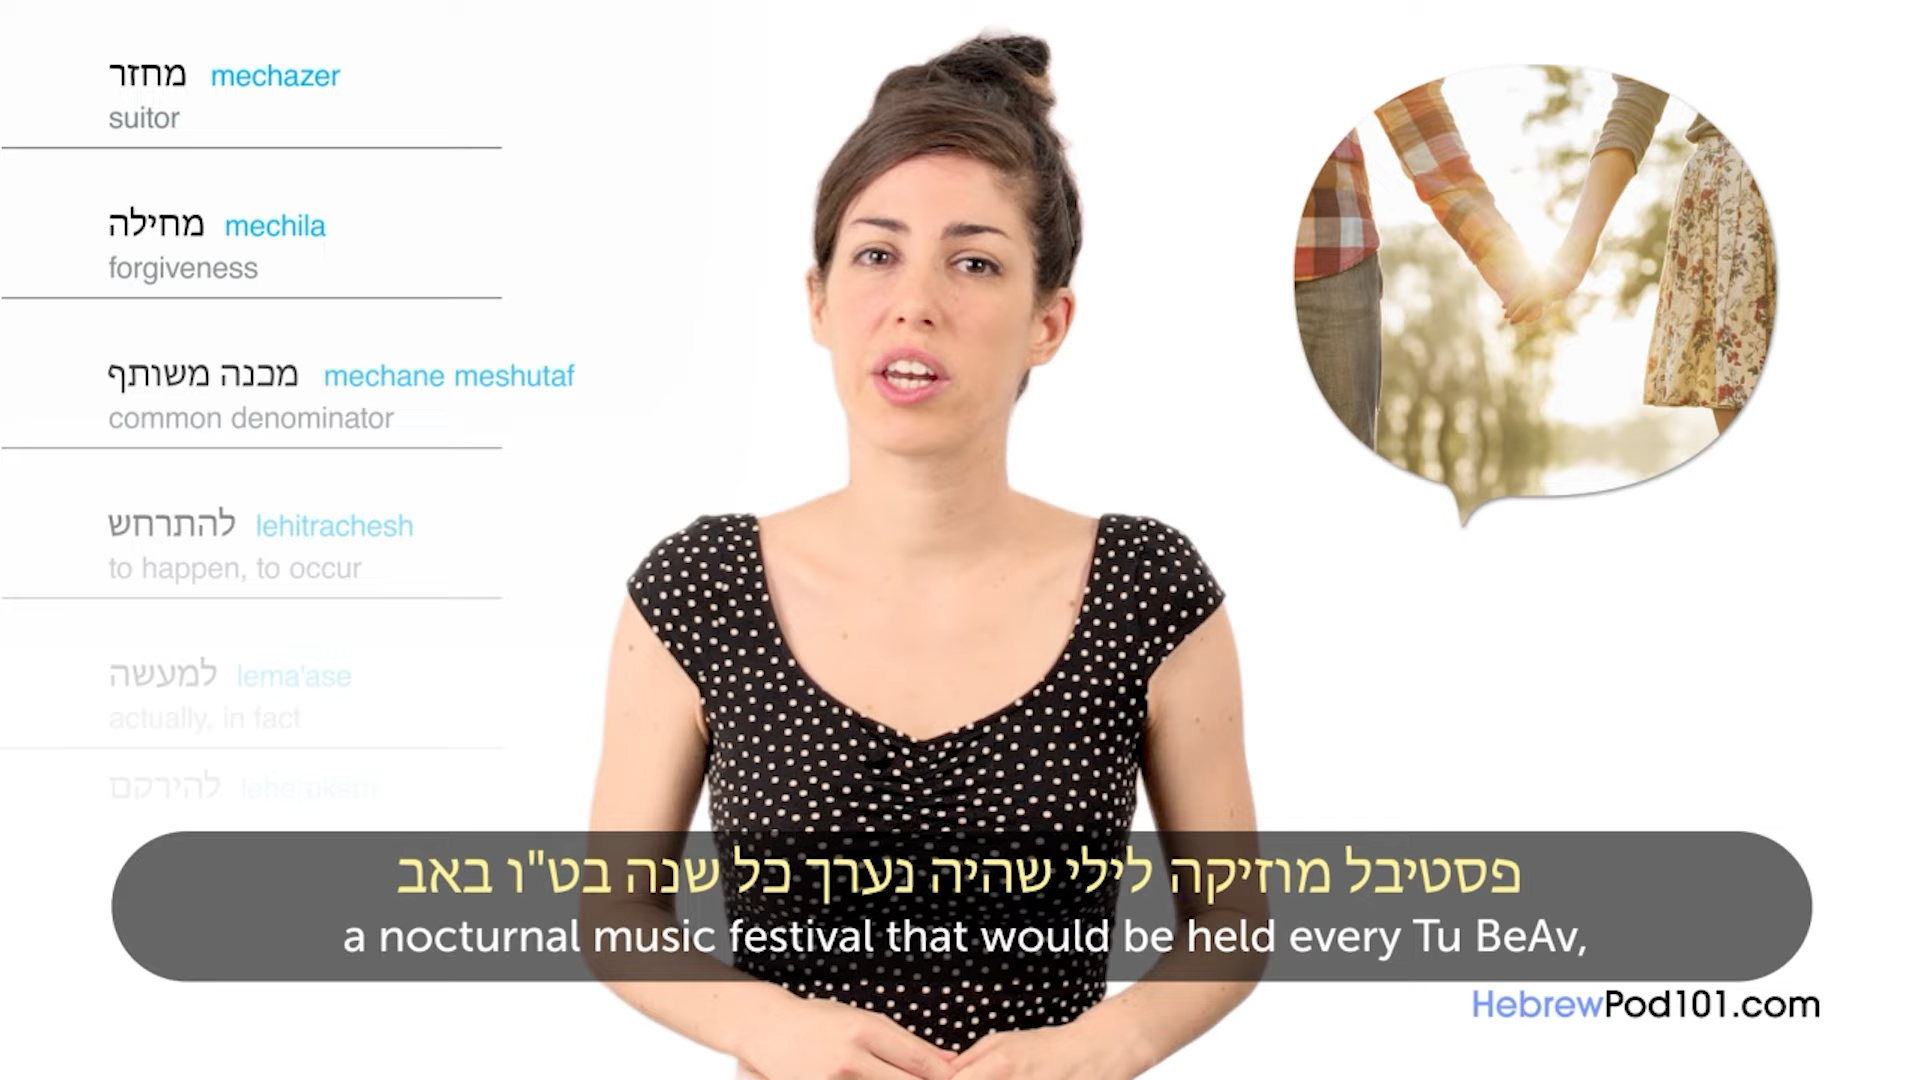 מחזר mechazer
suitor
מחילה mechila
forgiveness
מכנה משותף mechane meshutaf
common denominator
להתרחש lehitrachesh
to happen, to occur
למעשה lema'ase
actually, in fact
להירקם leherakem
פסטיבל מוזיקה לילי שהיה נערך כל שנה בט"ו באב
a nocturnal music festival that would be held every Tu BeAv,
HebrewPod101.com